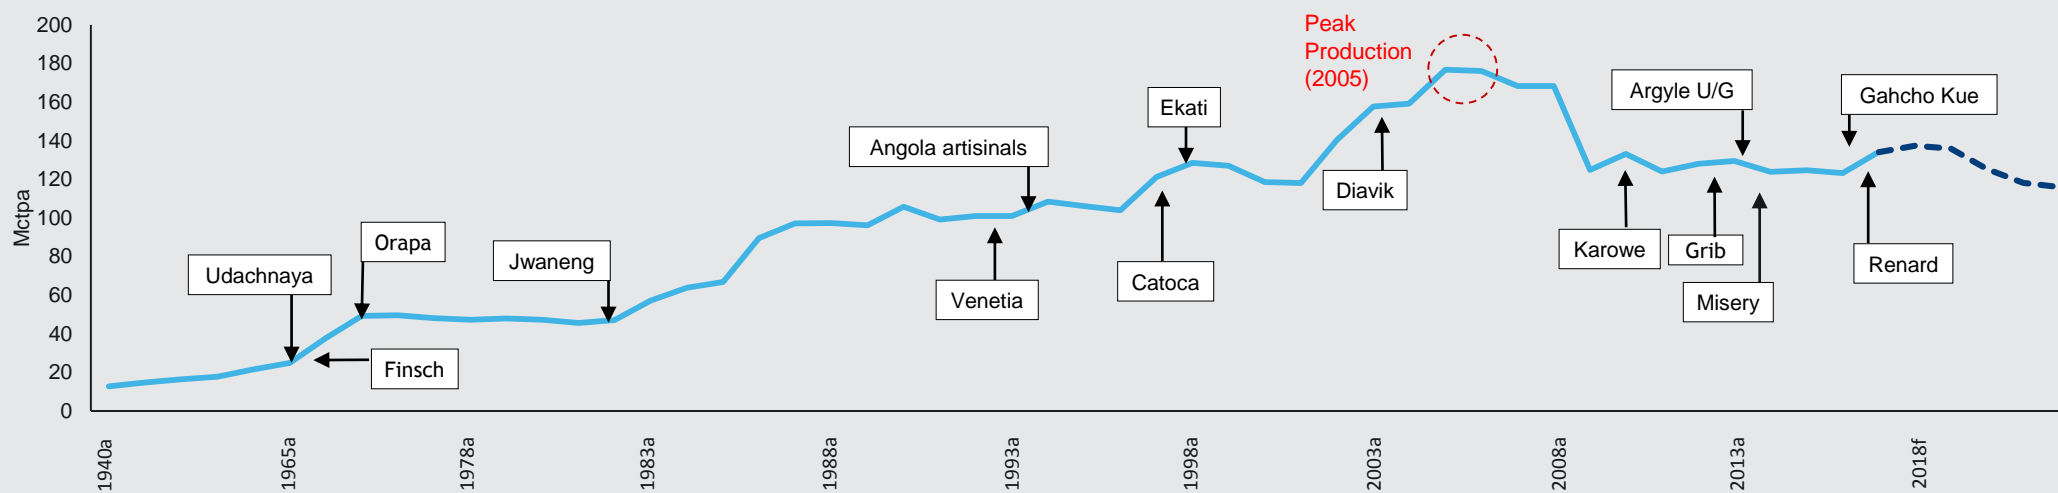 200
180
160
140
120
100
80
60
40
20
0
Mctpa
Peak
Production
(2005)
Udachnaya
Orapa
Finsch
Jwaneng
Angola artisinals
Venetia
Ekati
Catoca
Diavik
Argyle U/G
Karowe
Grib
Misery
Gahcho Kue
Renard
1940a
1965a
1978a
1983a
1988a
1993a
1998a
2003a
2008a
2013a
2018f